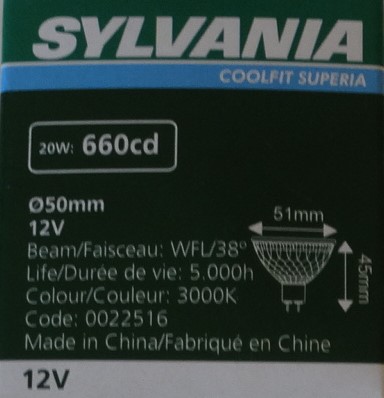 SYLVANIA
COOLFIT SUPERIA
20W: 660cd
Ø50mm
12V
51mm
Beam/Faisceau: WFL/38º
Life/Durée de vie: 5.000h
45mm
Colour/Couleur: 3000K
Code: 0022516
Made in China/Fabriqué en Chine
12V